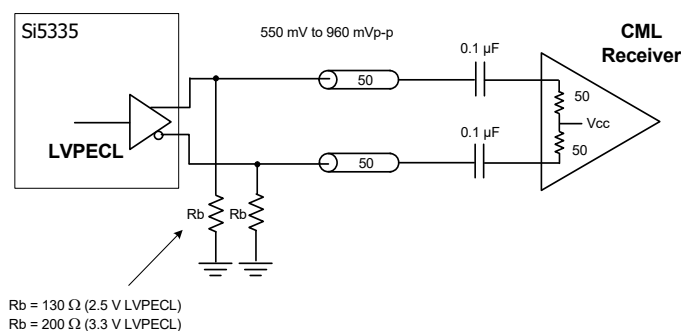 Si5335
550 mV to 960 mVp-p
CML
Receiver
0.1 µF
50
50
Vcc
50
0.1 µF
50
LVPECL
Rb
Rb
Rb = 130 Ω (2.5 V LVPECL)
Rb = 200 Ω (3.3 V LVPECL)